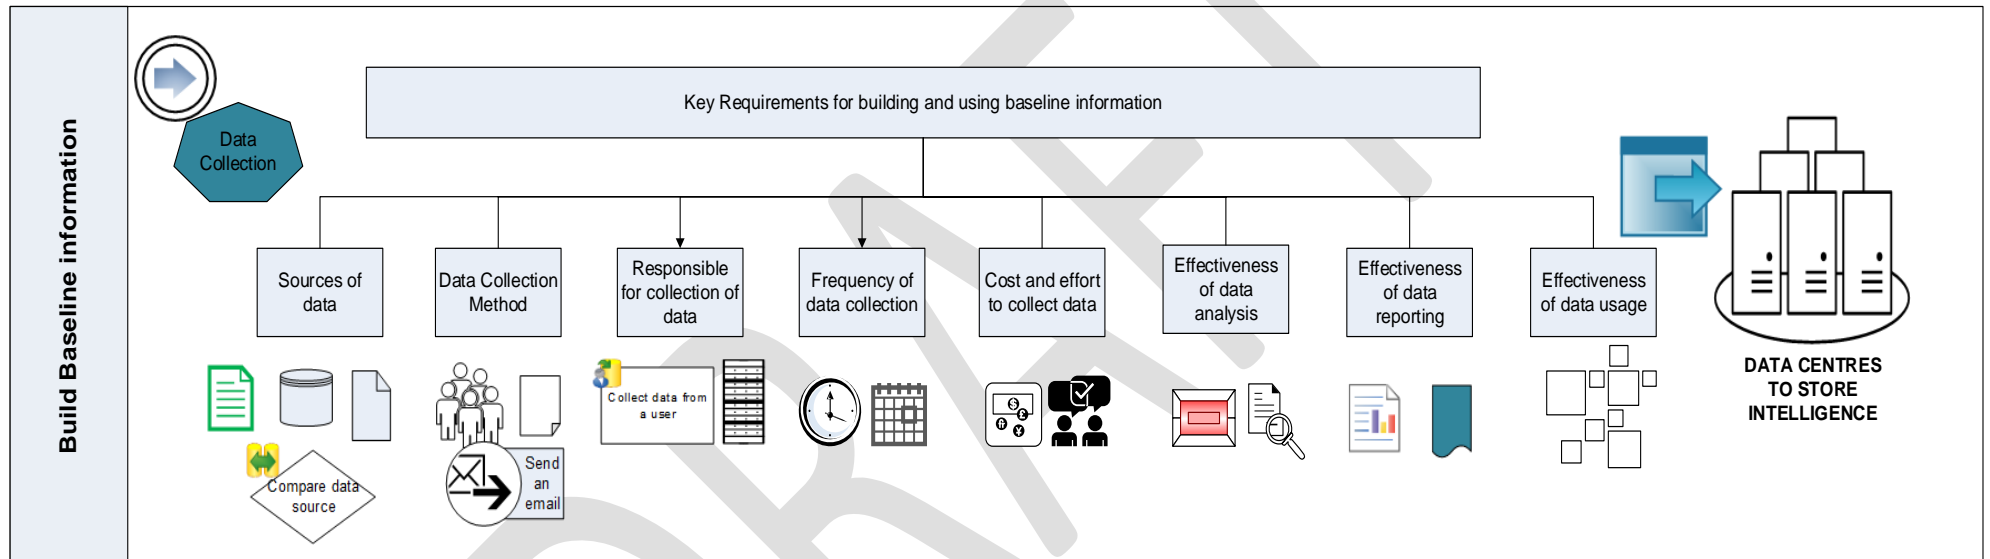 Build Baseline information
Data
Collection
Key Requirements for building and using baseline information
Sources of
data
Data Collection
Method
Responsible
for collection of
data
Frequency of
data collection
Cost and effort
to collect data
Effectiveness
of data
analysis
Effectiveness
of data
reporting
Effectiveness
of data usage
Compare data
source
Send
an
email
Collect data from
a user
DATA CENTRES
TO STORE
INTELLIGENCE
DRAFT